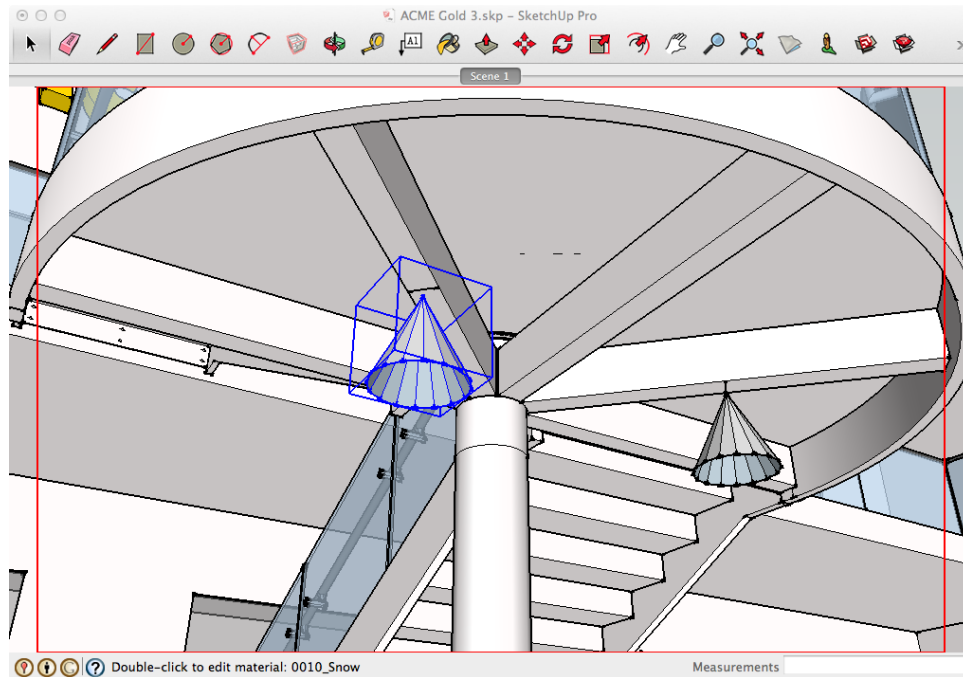 ACME Gold 3.skp – SketchUp Pro
A1
Scene 1
Double-click to edit material: 0010_Snow
Measurements